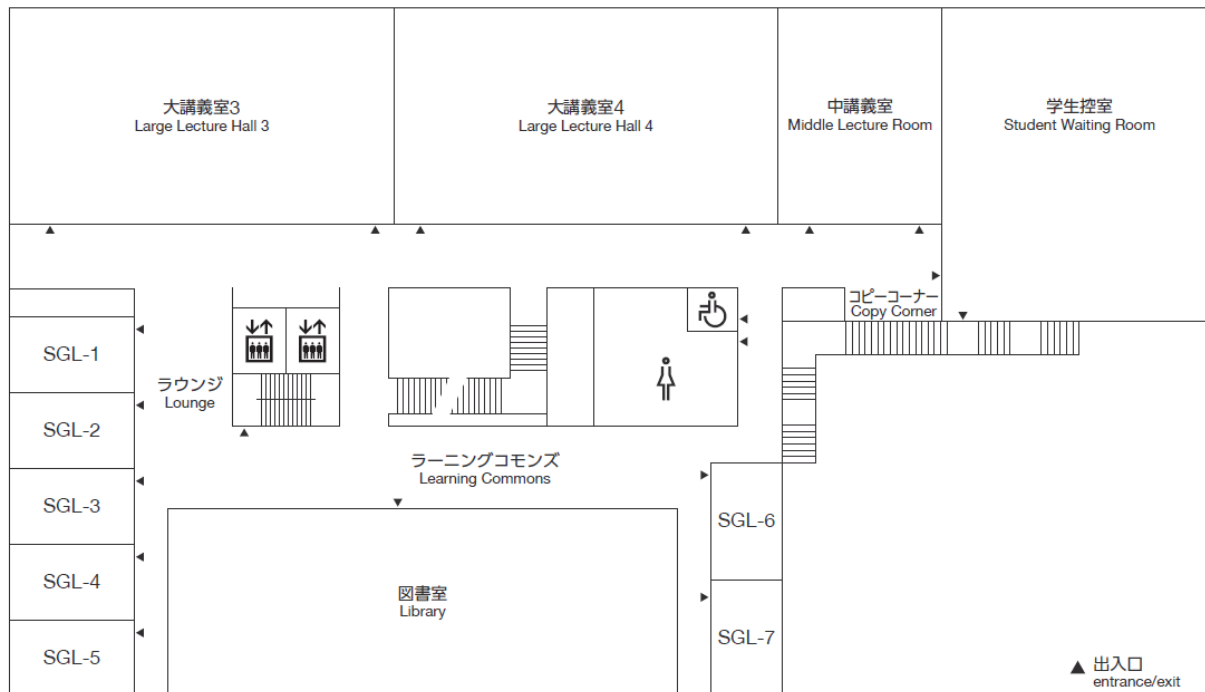 大講義室3
Large Lecture Hall 3
大講義室4
Large Lecture Hall 4
中講義室
Middle Lecture Room
学生控室
Student Waiting Room
コピーコーナー
Copy Corner
SGL-1
ラウンジ
Lounge
SGL-2
ラーニングコモンズ
Learning Commons
SGL-3
SGL-6
SGL-4
図書室
Library
SGL-7
SGL-5
出入口
entrance/exit